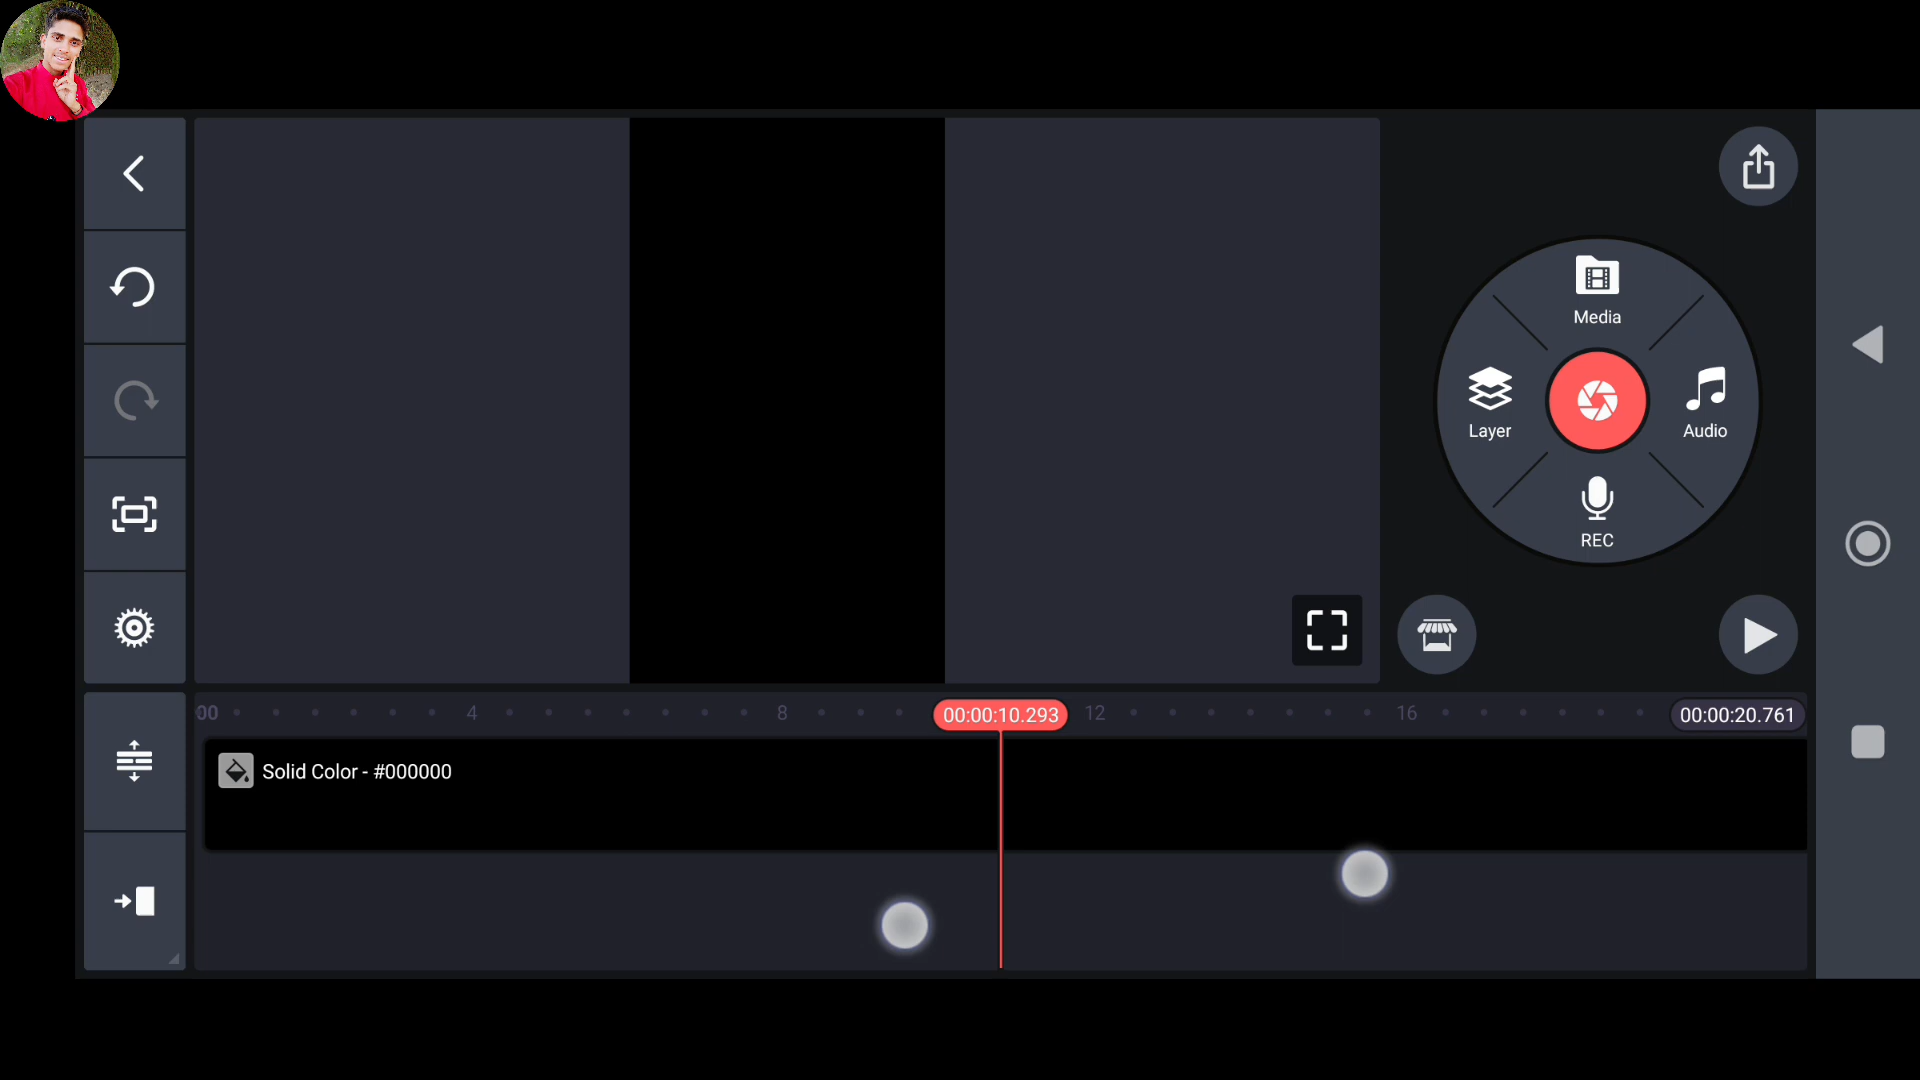 Media
Layer
Audio
REC
00
4
8
00:00:10.293
12
16
00:00:20.761
Solid Color - #000000